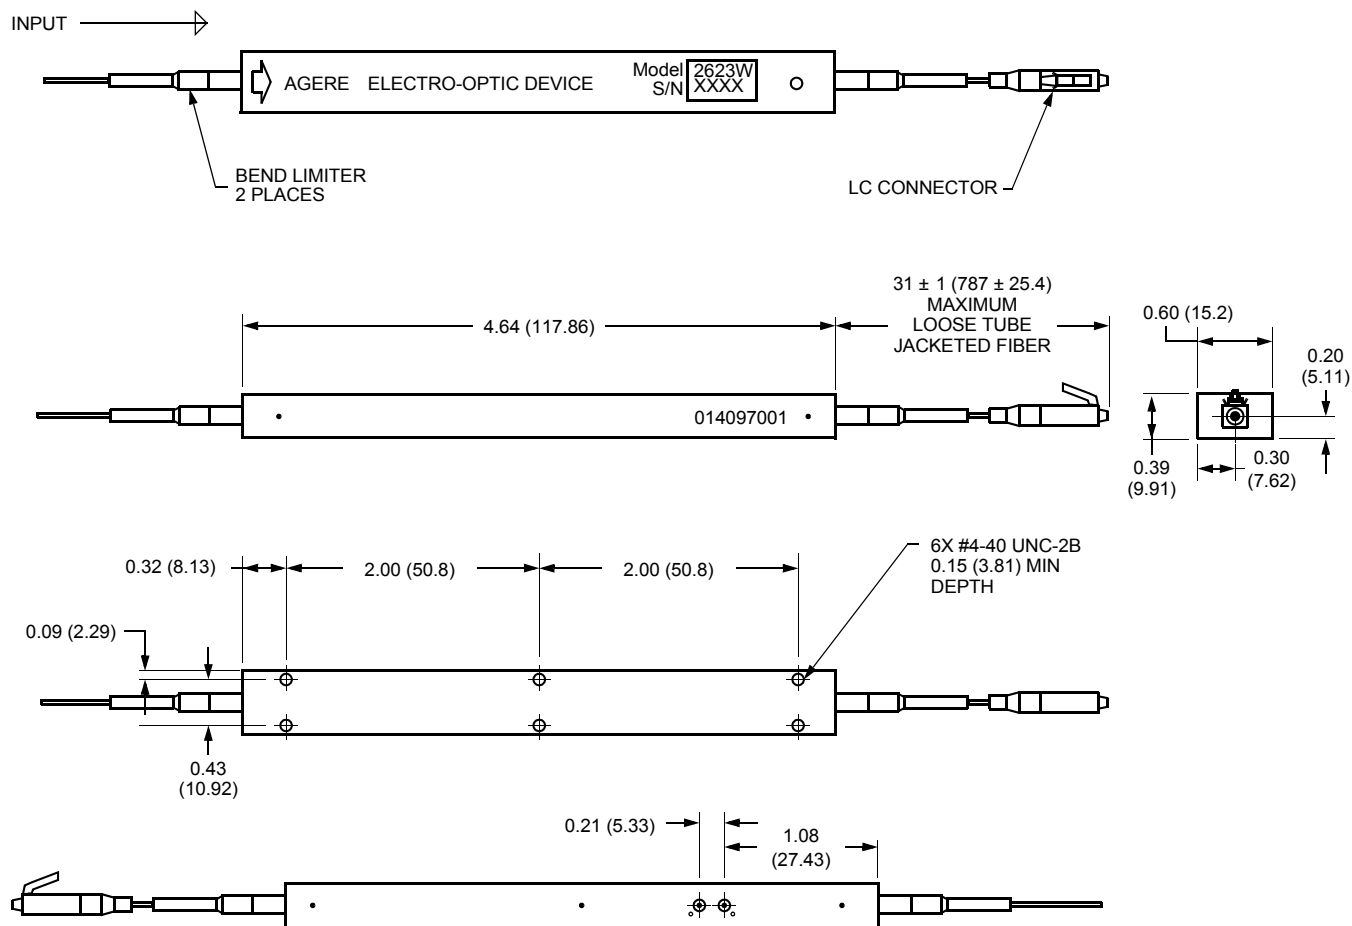 INPUT
AGERE ELECTRO-OPTIC DEVICE
Model 2623W
S/N XXXX
BEND LIMITER
2 PLACES
LC CONNECTOR
4.64 (117.86)
31 ± 1 (787 ± 25.4)
MAXIMUM
LOOSE TUBE
JACKETED FIBER
0.60 (15.2)
0.20
(5.11)
014097001
0.39
(9.91)
0.30
(7.62)
0.32 (8.13)
2.00 (50.8)
2.00 (50.8)
6X #4-40 UNC-2B
0.15 (3.81) MIN
DEPTH
0.09 (2.29)
0.43
(10.92)
0.21 (5.33)
1.08
(27.43)